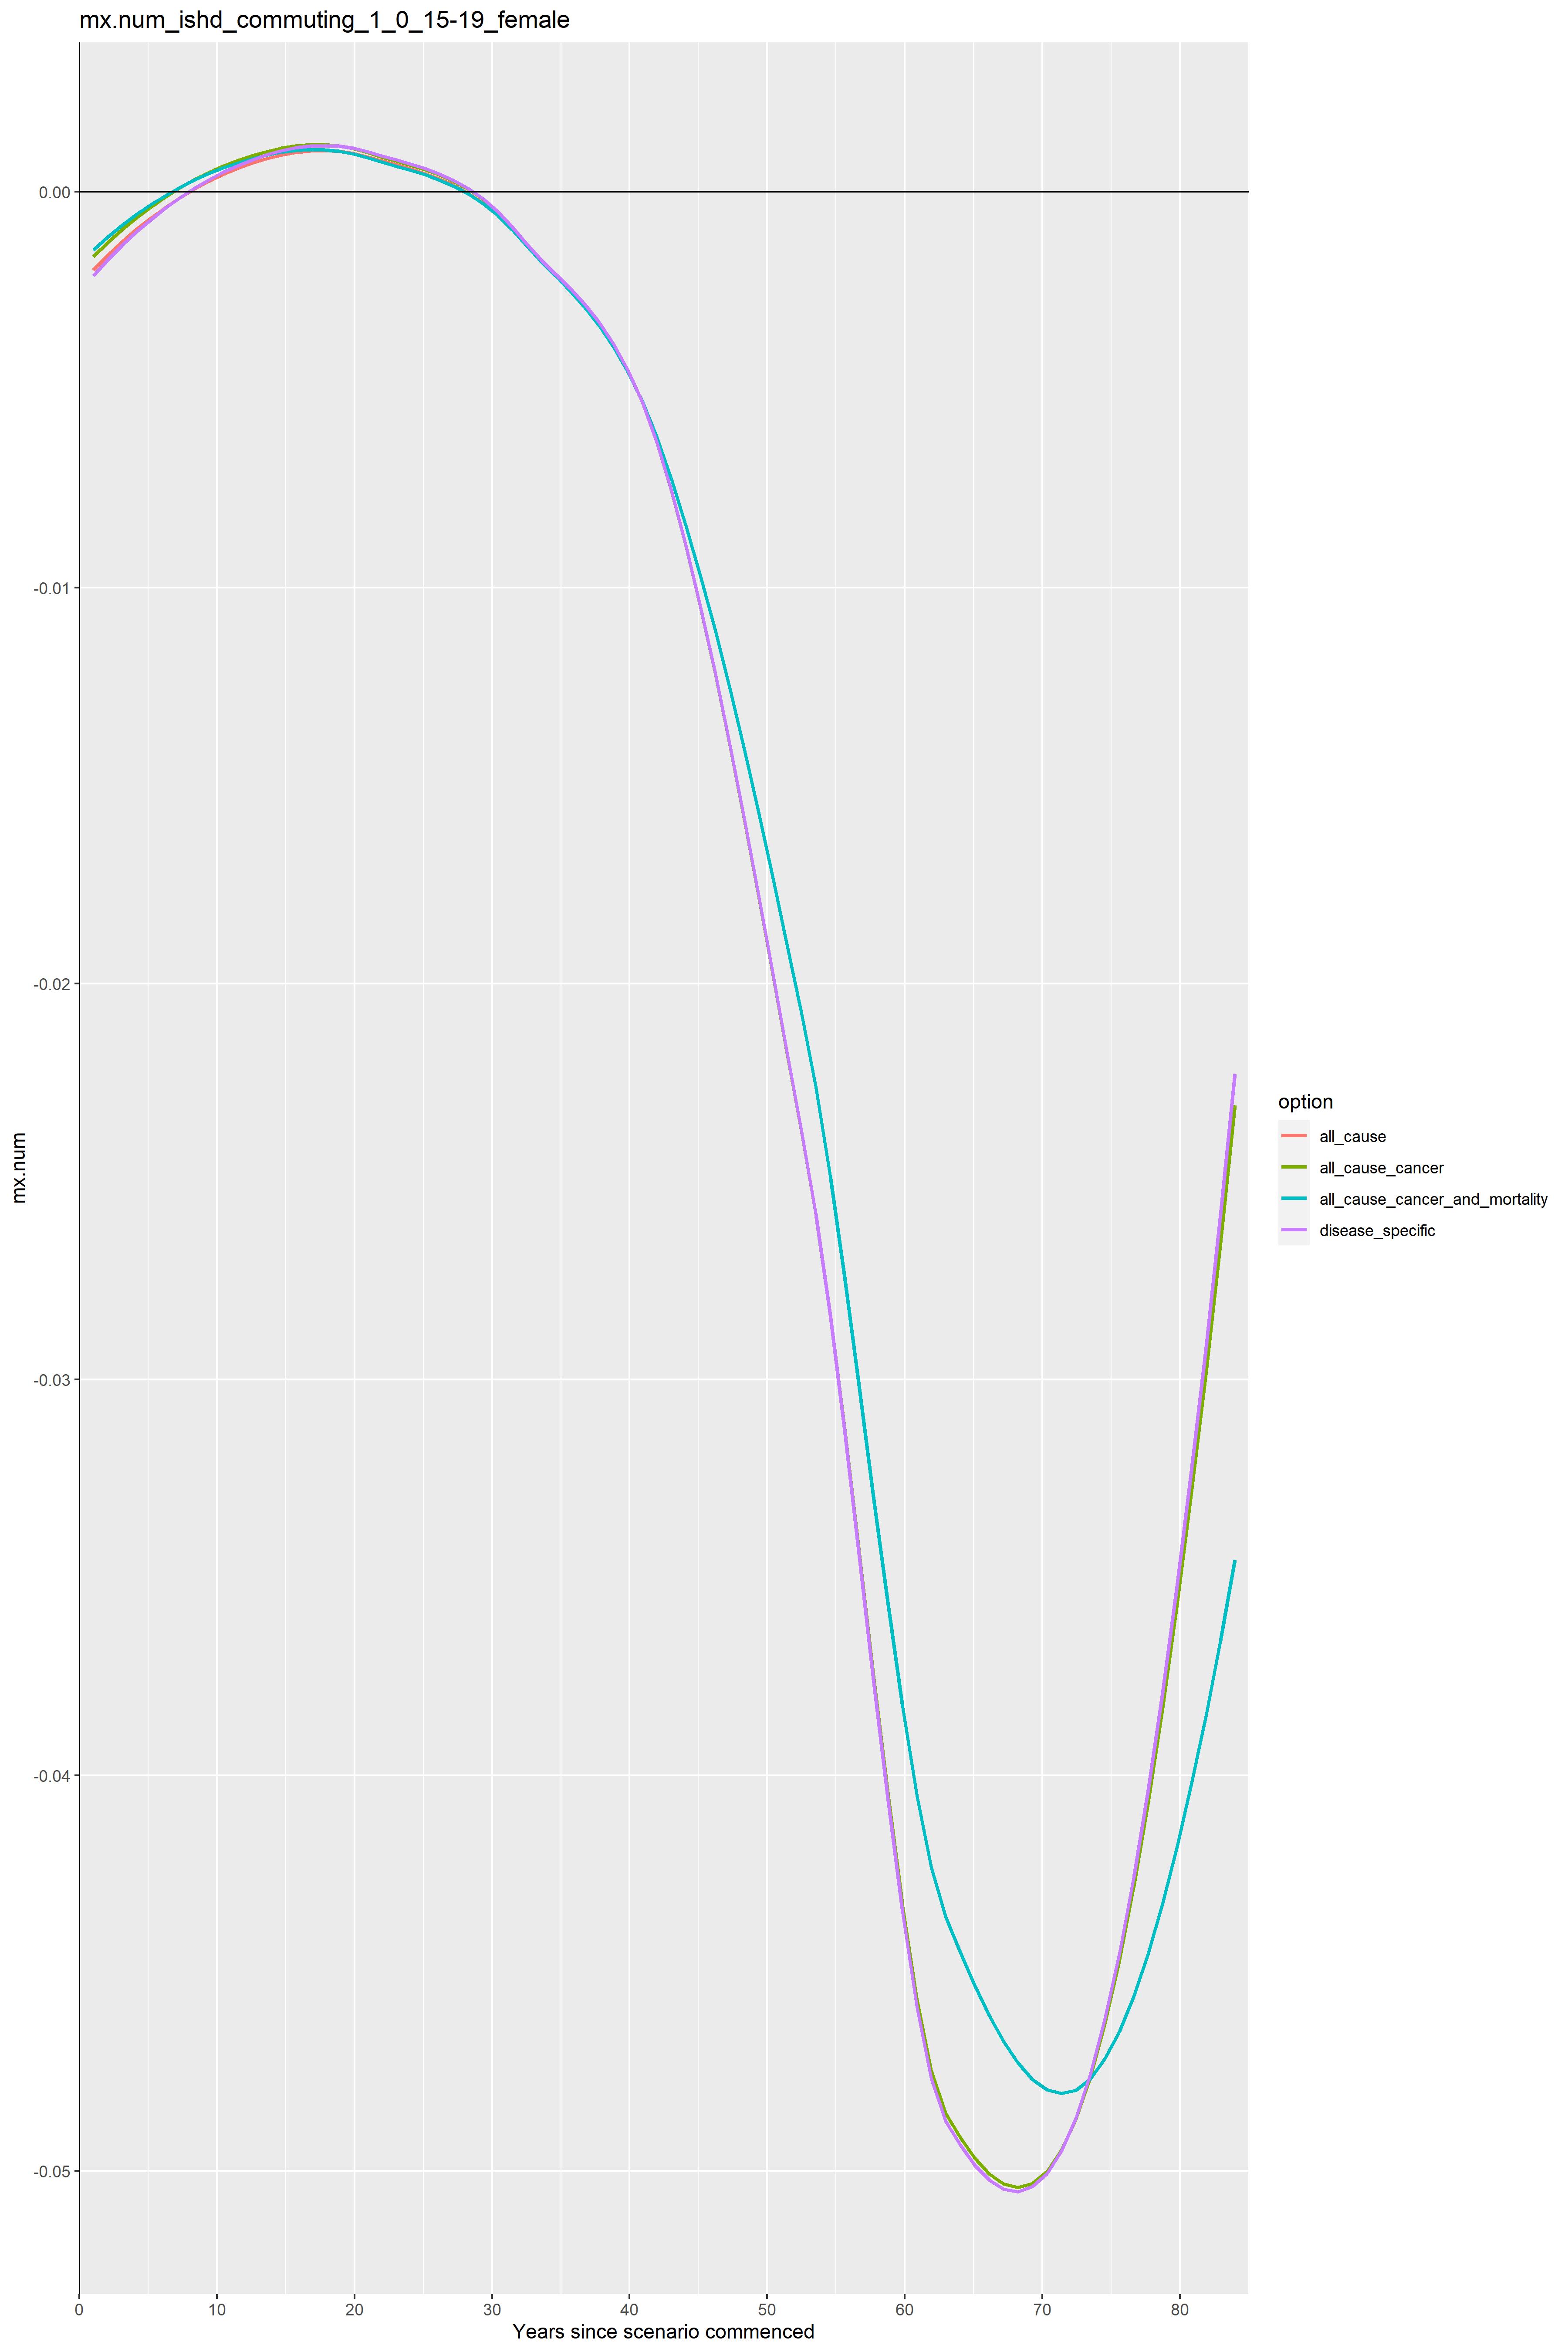 mx.num_ishd_commuting_1_0_15-19_female
0.00
-0.01
-0.02
-0.03
-0.04
-0.05
mx.num
0 10 20 30 40 50 60 70 80
Years since scenario commenced
option
all_cause
all_cause_cancer
all_cause_cancer_and_mortality
disease_specific